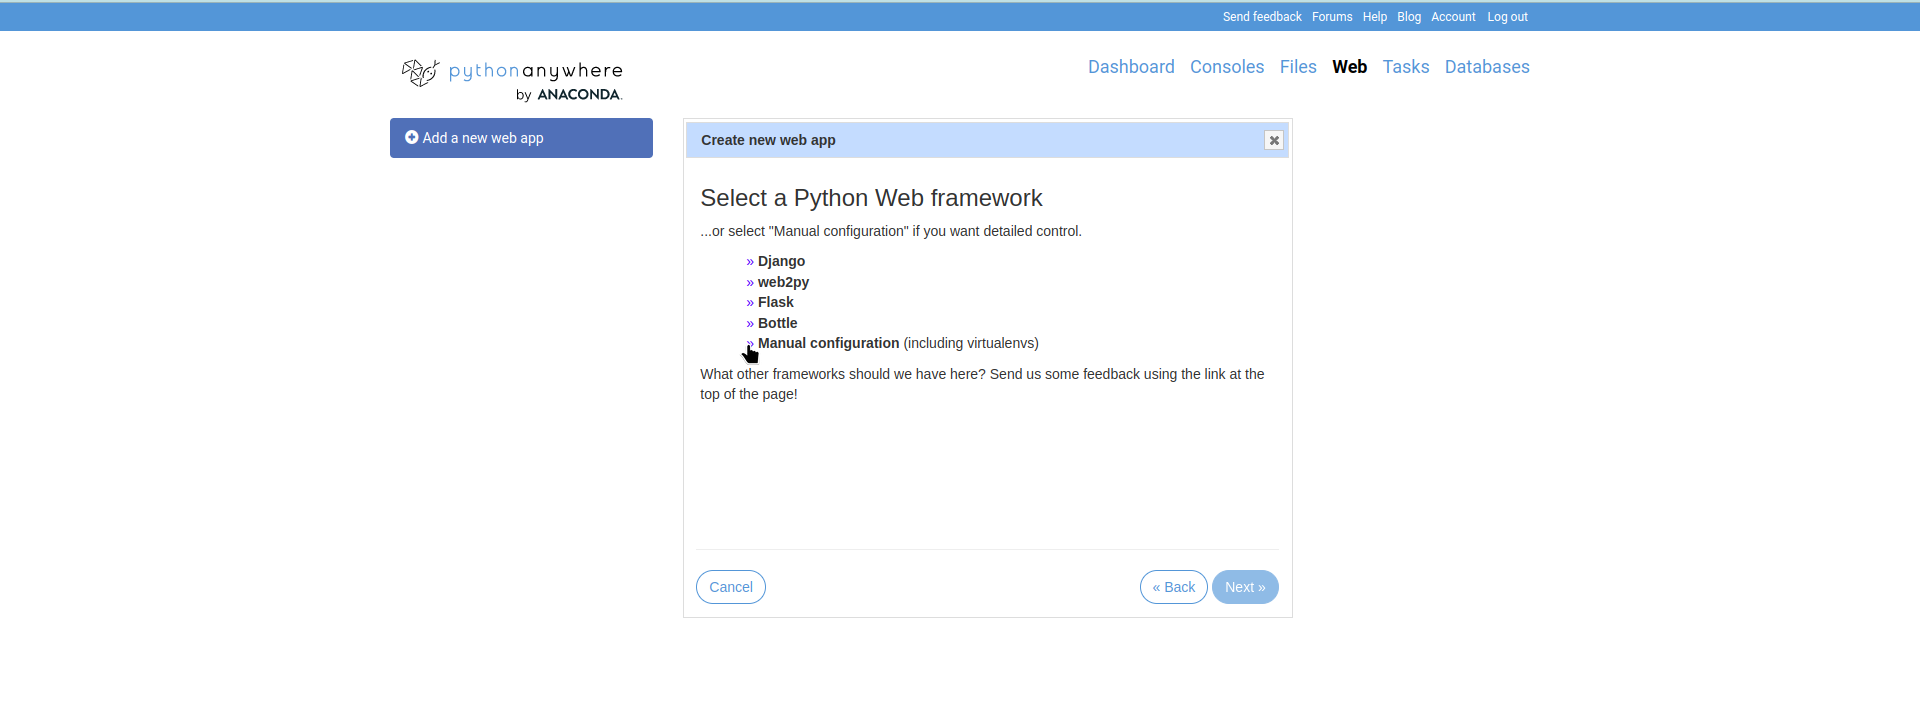 Send feedback Forums Help Blog Account Log out
pythonanywhere
by ANACONDA.
Dashboard Consoles Files Web Tasks Databases
Add a new web app
Create new web app
Select a Python Web framework
...or select "Manual configuration" if you want detailed control.
» Django
» web2py
» Flask
» Bottle
» Manual configuration (including virtualenvs)
What other frameworks should we have here? Send us some feedback using the link at the
top of the page!
Cancel « Back Next »